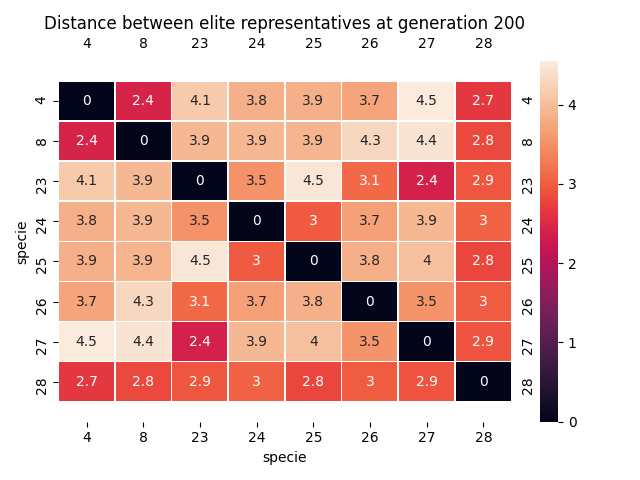 Distance between elite representatives at generation 200
4 8 23 24 25 26 27 28
4 0 2.4 4.1 3.8 3.9 3.7 4.5 2.7 4
8 2.4 0 3.9 3.9 3.9 4.3 4.4 2.8 8
23 4.1 3.9 0 3.5 4.5 3.1 2.4 2.9 23
24 3.8 3.9 3.5 0 3 3.7 3.9 3 24
25 3.9 3.9 4.5 3 0 3.8 4 2.8 25
26 3.7 4.3 3.1 3.7 3.8 0 3.5 3 26
27 4.5 4.4 2.4 3.9 4 3.5 0 2.9 27
28 2.7 2.8 2.9 3 2.8 3 2.9 0 28
specie
4 8 23 24 25 26 27 28
specie
4
3
2
1
0